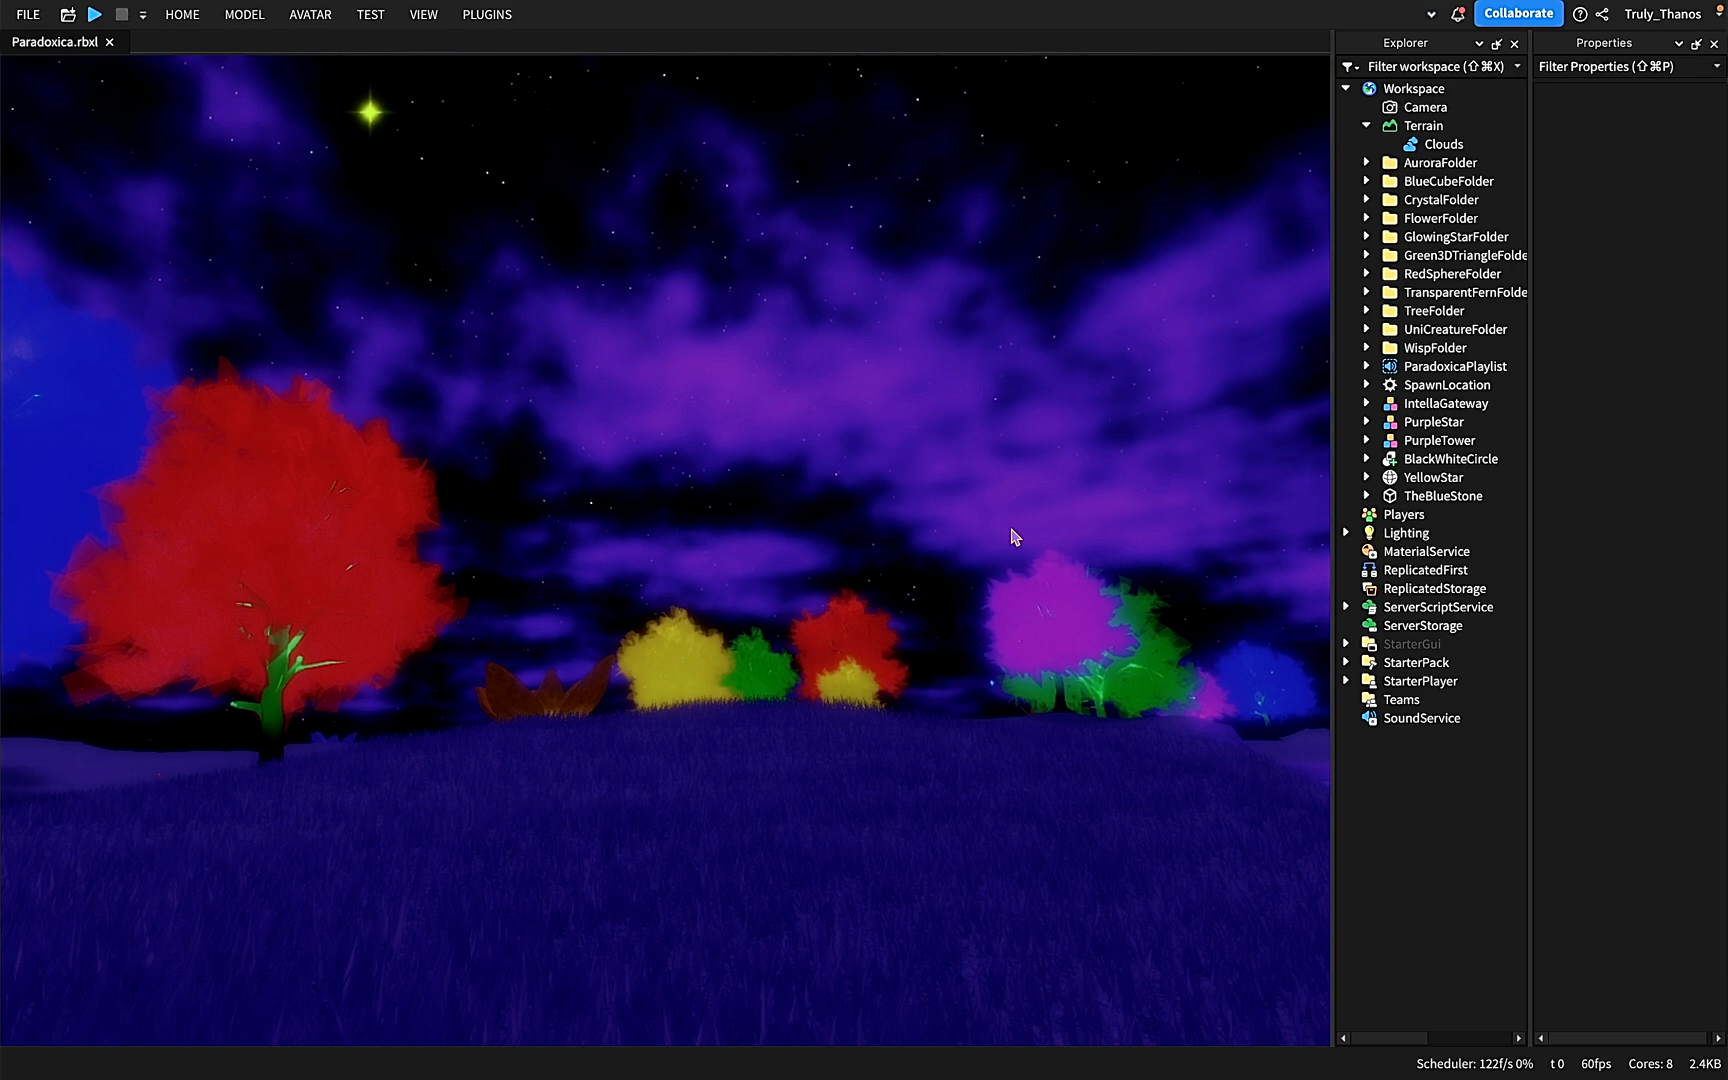 FILE HOME MODEL AVATAR TEST VIEW PLUGINS Collaborate Truly_Thanos
Paradoxica.rbxl
Explorer
Filter workspace (⇧⌘X)
Workspace
Camera
Terrain
Clouds
AuroraFolder
BlueCubeFolder
CrystalFolder
FlowerFolder
GlowingStarFolder
Green3DTriangleFolde
RedSphereFolder
TransparentFernFolde
TreeFolder
UniCreatureFolder
WispFolder
ParadoxicaPlaylist
SpawnLocation
IntellaGateway
PurpleStar
PurpleTower
BlackWhiteCircle
YellowStar
TheBlueStone
Players
Lighting
MaterialService
ReplicatedFirst
ReplicatedStorage
ServerScriptService
ServerStorage
StarterGui
StarterPack
StarterPlayer
Teams
SoundService
Properties
Filter Properties (⇧⌘P)
Scheduler: 122f/s 0% t 0 60fps Cores: 8 2.4KB